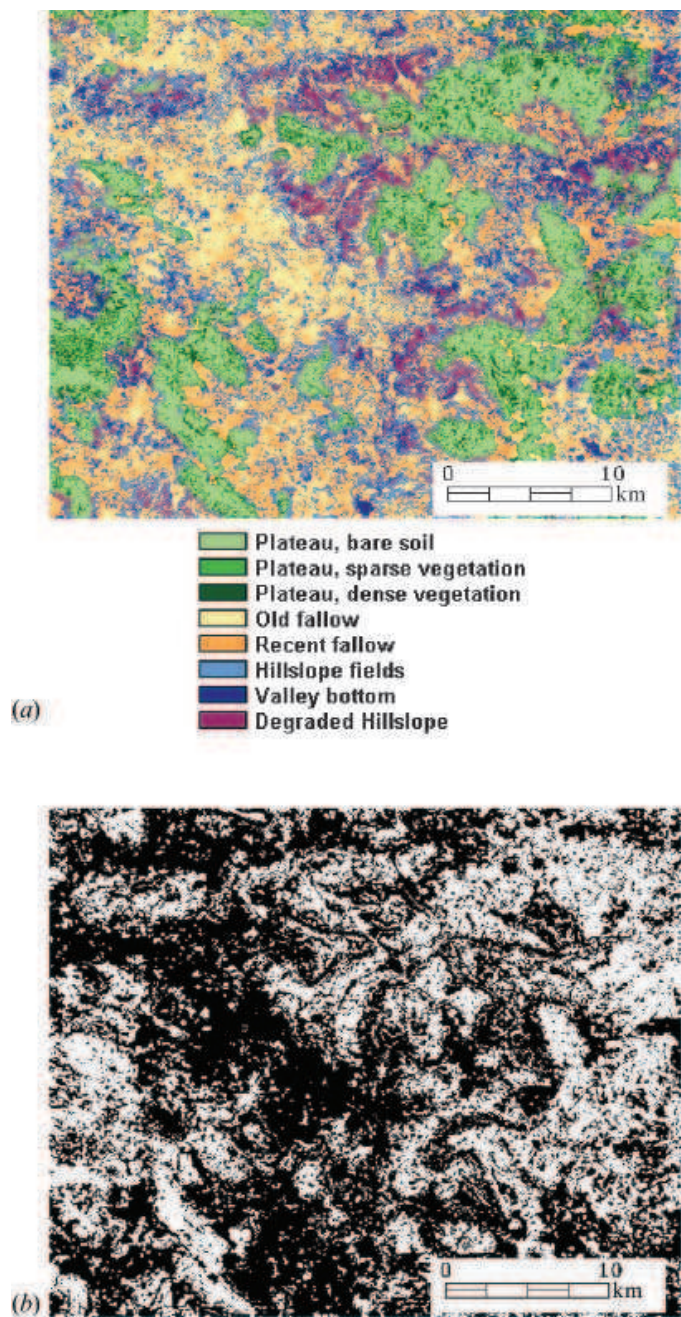 0 10
km
Plateau, bare soil
Plateau, sparse vegetation
Plateau, dense vegetation
Old fallow
Recent fallow
Hillslope fields
Valley bottom
Degraded Hillslope
(a)
0 10
km
(b)